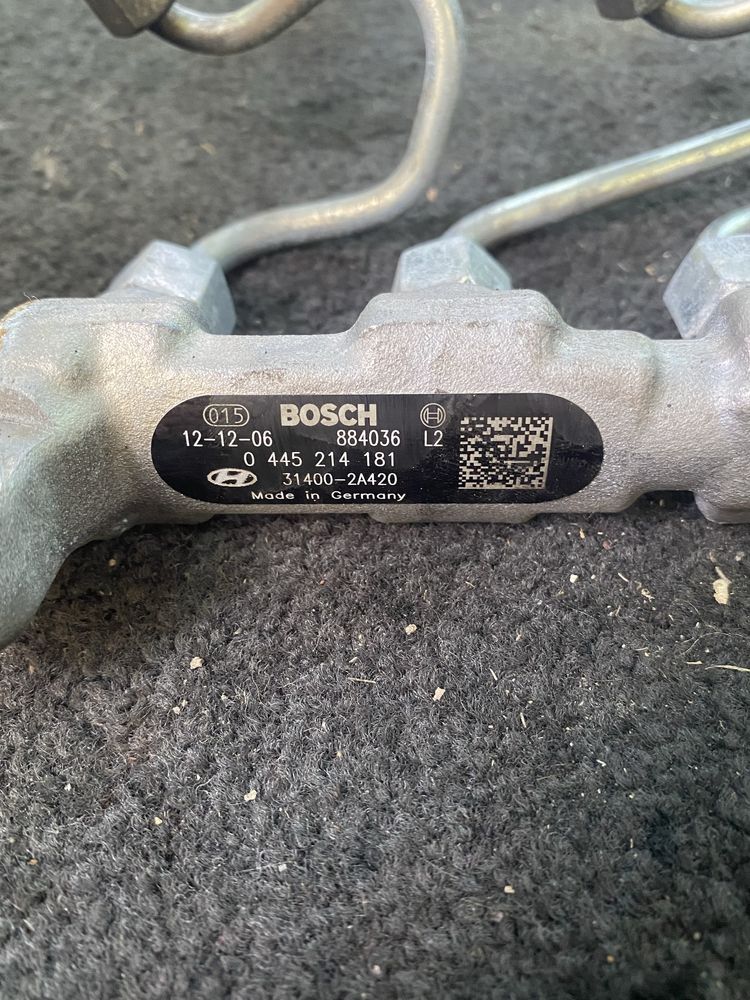 015 BOSCH
12-12-06 884036 L2
0 445 214 181
31400-2A420
Made in Germany